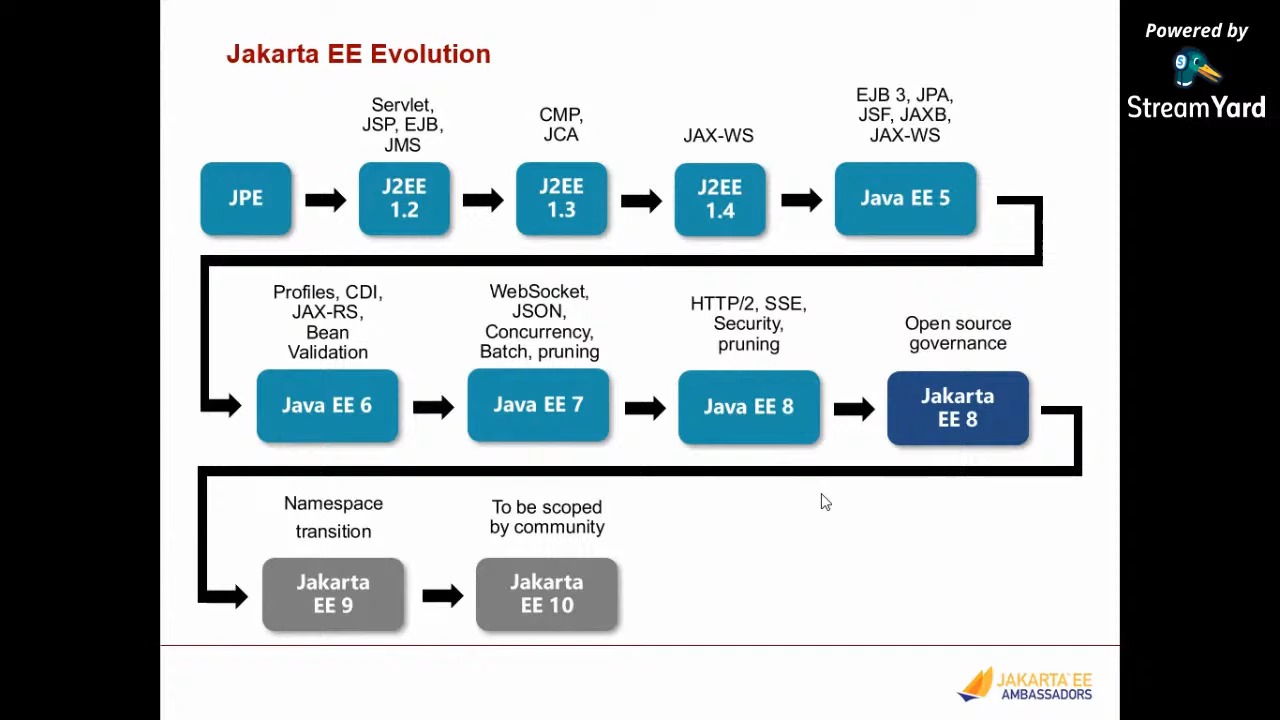 Jakarta EE Evolution
Powered by
StreamYard
Servlet,
JSP, EJB,
JMS
CMP,
JCA
JAX-WS
EJB 3, JPA,
JSF, JAXB,
JAX-WS
JPE
J2EE
1.2
J2EE
1.3
J2EE
1.4
Java EE 5
Profiles, CDI,
JAX-RS,
Bean
Validation
WebSocket,
JSON,
Concurrency,
Batch, pruning
HTTP/2, SSE,
Security,
pruning
Open source
governance
Java EE 6
Java EE 7
Java EE 8
Jakarta
EE 8
Namespace
transition
To be scoped
by community
Jakarta
EE 9
Jakarta
EE 10
JAKARTA EE
AMBASSADORS